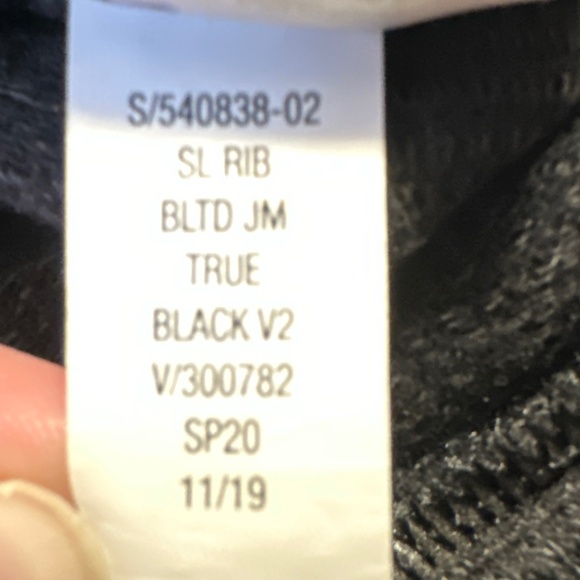 S/540838-02
SL RIB
BLTD JM
TRUE
BLACK V2
V/300782
SP20
11/19